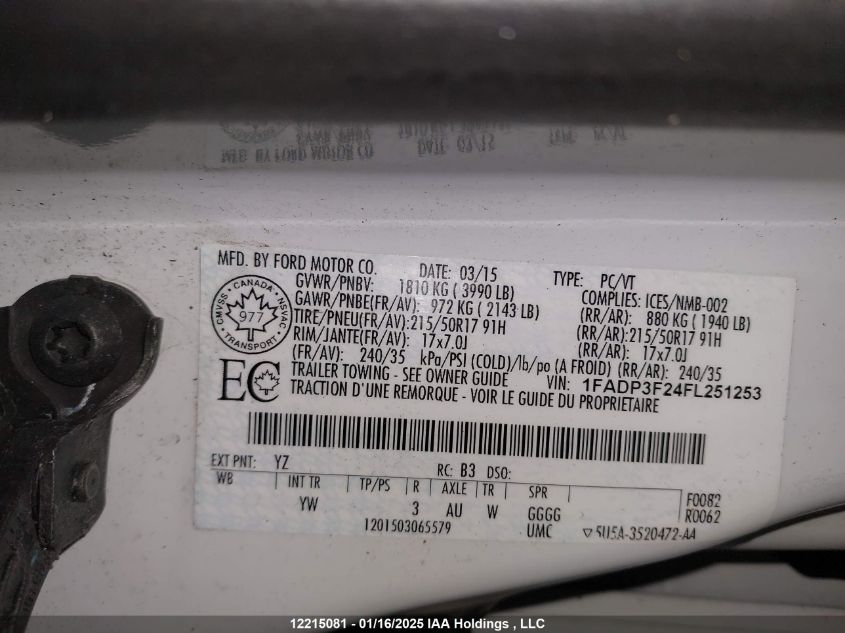 MFD. BY FORD MOTOR CO. DATE: 03/15 TYPE: PC/VT
GVWR/PNBV: 1810 KG ( 3990 LB) COMPLIES: ICES/NMB-002
GAWR/PNBE(FR/AV): 972 KG ( 2143 LB) (RR/AR): 880 KG ( 1940 LB)
TIRE/PNEU(FR/AV):215/50R17 91H (RR/AR):215/50R17 91H
RIM/JANTE(FR/AV): 17x7.0J (RR/AR): 17x7.0J
(FR/AV): 240/35 kPa/PSI (COLD)/lb/po (A FROID) (RR/AR): 240/35
TRAILER TOWING - SEE OWNER GUIDE VIN: 1FADP3F24FL251253
TRACTION D'UNE REMORQUE - VOIR LE GUIDE DU PROPRIETAIRE
CANADA
CMVSS NSVAC
977
TRANSPORT
EC
EXT PNT: YZ RC: B3 DSO:
WB INT TR TP/PS R AXLE TR SPR F0082
YW 3 AU W GGGG R0062
1201503065579 UMC ▽5U5A-3520472-AA
12215081 - 01/16/2025 IAA Holdings , LLC